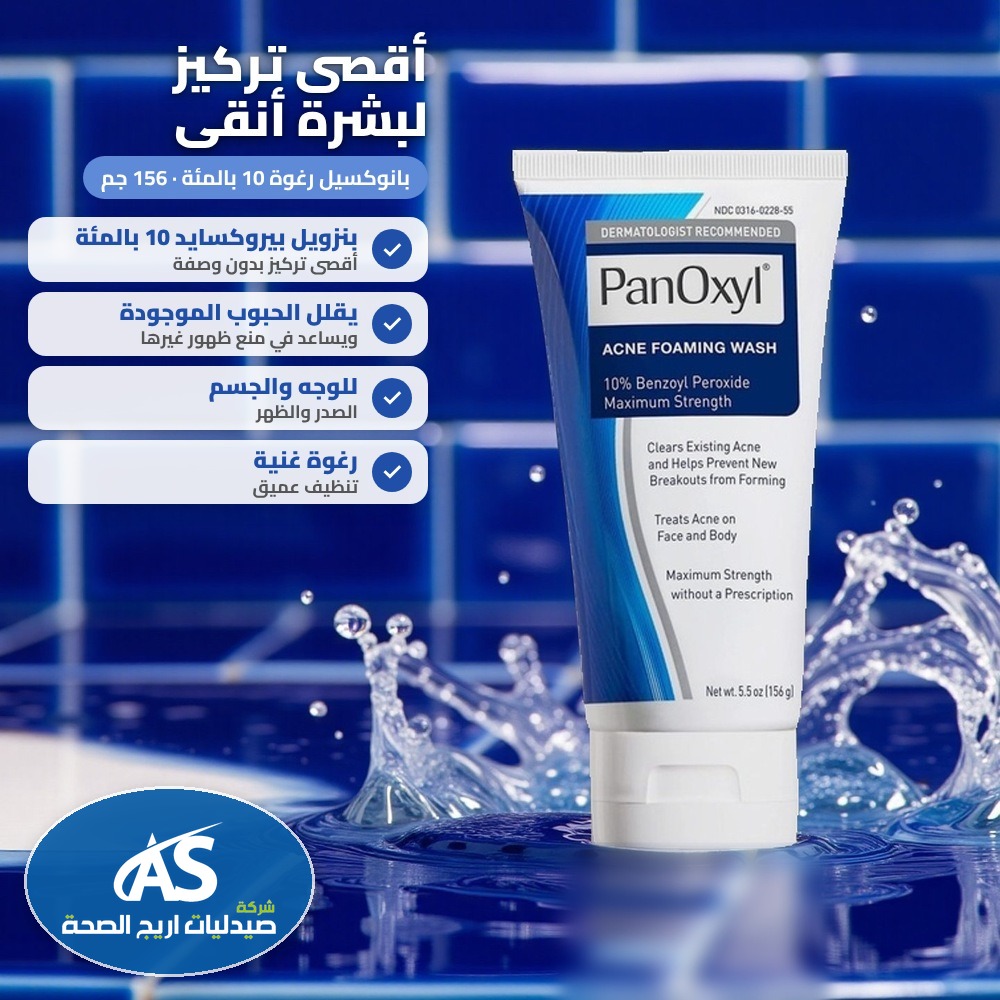 أقصى تركيز
لبشرة أنقى
بانوكسيل رغوة 10 بالمئة · 156 جم
بنزويل بيروكسايد 10 بالمئة
أقصى تركيز بدون وصفة
يقلل الحبوب الموجودة
ويساعد في منع ظهور غيرها
للوجه والجسم
الصدر والظهر
رغوة غنية
تنظيف عميق
NDC 0316-0228-55
DERMATOLOGIST RECOMMENDED
PanOxyl®
ACNE FOAMING WASH
10% Benzoyl Peroxide
Maximum Strength
Clears Existing Acne
and Helps Prevent New
Breakouts from Forming
Treats Acne on
Face and Body
Maximum Strength
without a Prescription
Net wt. 5.5 oz (156 g)
AS
شركة
صيدليات اريج الصحة